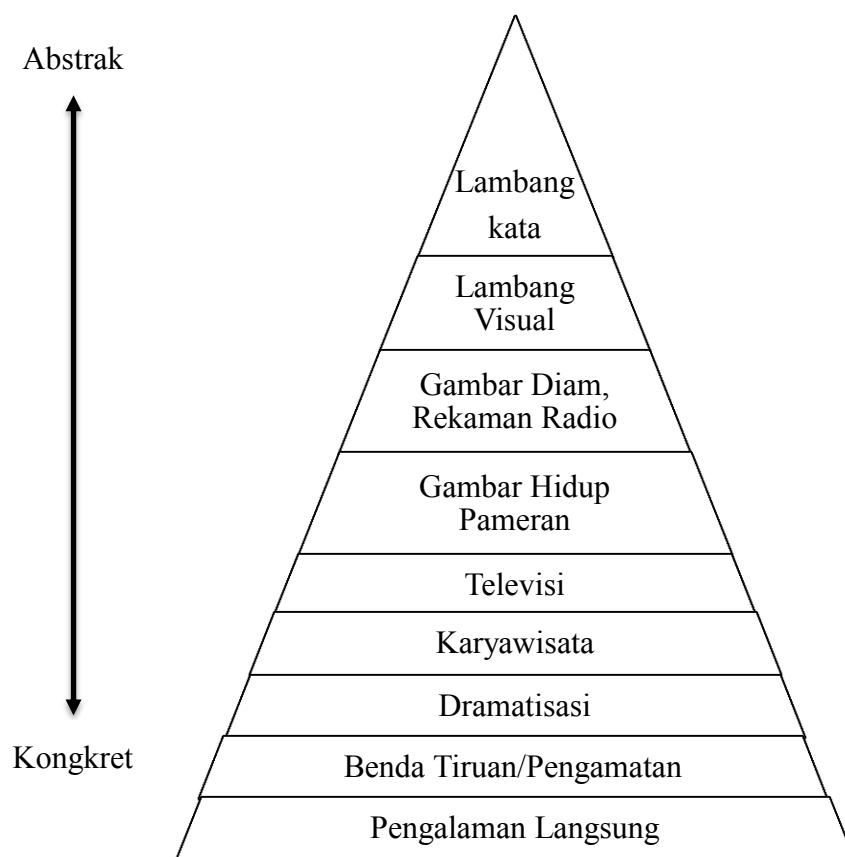 Abstrak
Lambang
kata
Lambang
Visual
Gambar Diam,
Rekaman Radio
Gambar Hidup
Pameran
Televisi
Karyawisata
Dramatisasi
Kongkret
Benda Tiruan/Pengamatan
Pengalaman Langsung